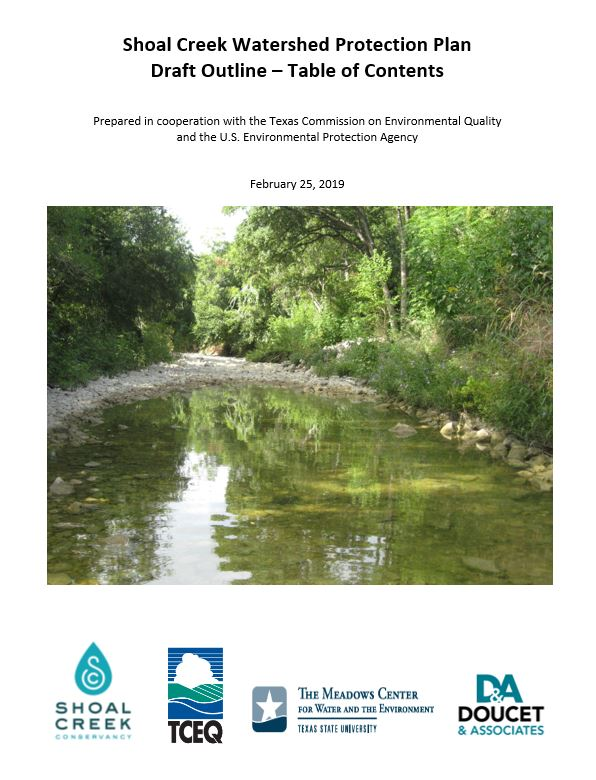 Shoal Creek Watershed Protection Plan
Draft Outline – Table of Contents
Prepared in cooperation with the Texas Commission on Environmental Quality
and the U.S. Environmental Protection Agency
February 25, 2019
SHOAL
CREEK
CONSERVANCY
TCEQ
THE MEADOWS CENTER
FOR WATER AND THE ENVIRONMENT
TEXAS STATE UNIVERSITY
D&A
DOUCET
& ASSOCIATES